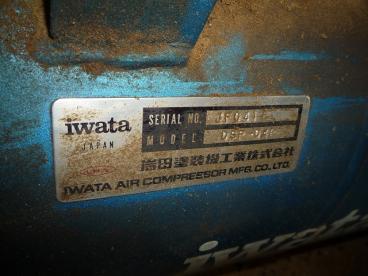 iwata
JAPAN
SERIAL NO.
MODEL
岩田塗装機工業株式会社
IWATA AIR COMPRESSOR MFG. CO., LTD.
iwata